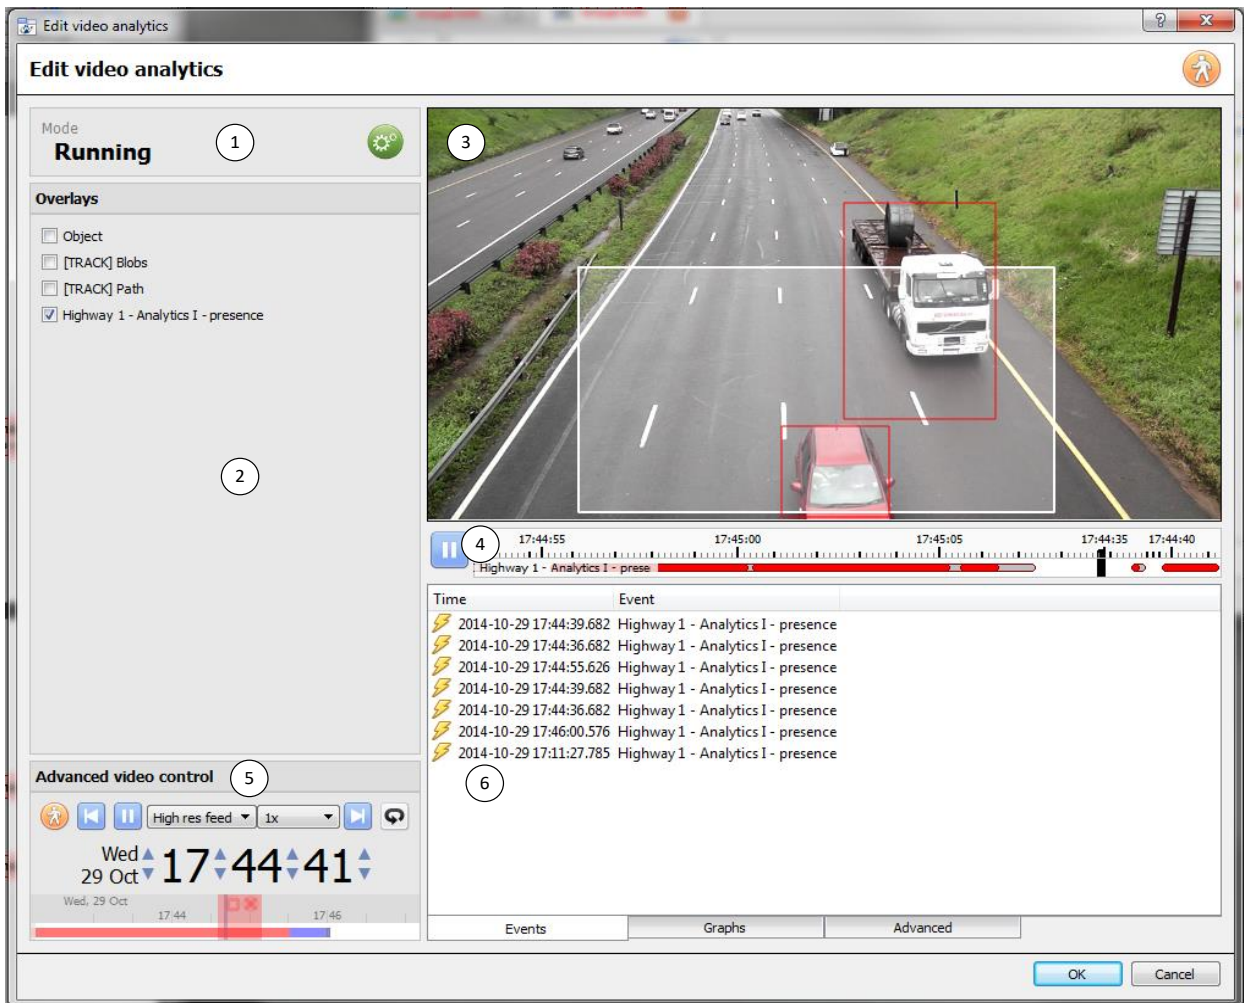 Edit video analytics
Edit video analytics
Mode
Running
1
3
Overlays
Object
[TRACK] Blobs
[TRACK] Path
Highway 1 - Analytics I - presence
2
4
17:44:55 17:45:00 17:45:05 17:44:35 17:44:40
Highway 1 - Analytics I - prese
Time Event
2014-10-29 17:44:39.682 Highway 1 - Analytics I - presence
2014-10-29 17:44:36.682 Highway 1 - Analytics I - presence
2014-10-29 17:44:55.626 Highway 1 - Analytics I - presence
2014-10-29 17:44:39.682 Highway 1 - Analytics I - presence
2014-10-29 17:44:36.682 Highway 1 - Analytics I - presence
2014-10-29 17:46:00.576 Highway 1 - Analytics I - presence
2014-10-29 17:11:27.785 Highway 1 - Analytics I - presence
6
Advanced video control
5
High res feed 1x
Wed
29 Oct
17 44 41
Wed, 29 Oct
17 44 17 46
Events Graphs Advanced
OK Cancel